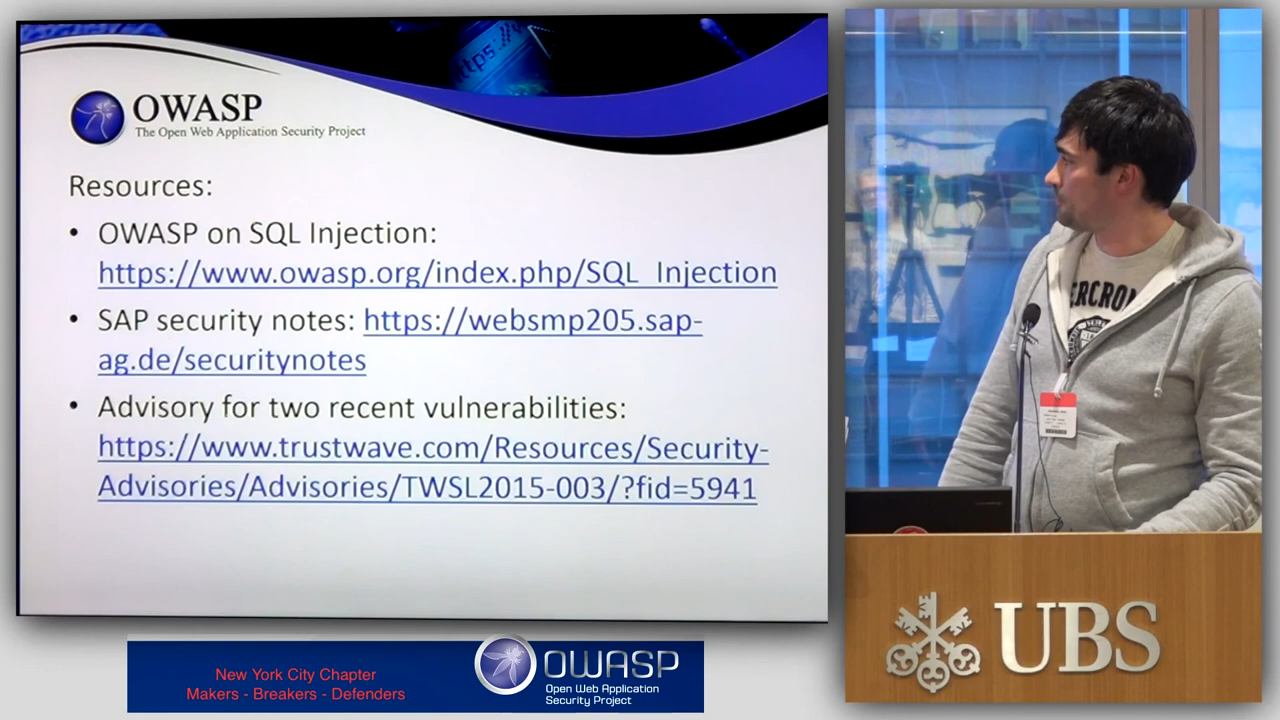 https:/
OWASP
The Open Web Application Security Project
Resources:
• OWASP on SQL Injection:
https://www.owasp.org/index.php/SQL_Injection
• SAP security notes: https://websmp205.sap-
ag.de/securitynotes
• Advisory for two recent vulnerabilities:
https://www.trustwave.com/Resources/Security-
Advisories/Advisories/TWSL2015-003/?fid=5941
New York City Chapter
Makers - Breakers - Defenders
OWASP
Open Web Application
Security Project
ERCROM
UBS